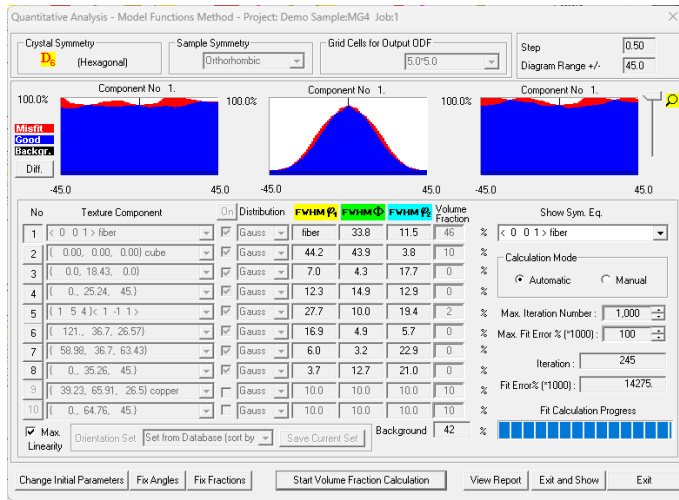 Quantitative Analysis - Model Functions Method - Project: Demo Sample:MG4 Job:1
Crystal Symmetry
D6 (Hexagonal)
Sample Symmetry
Orthorhombic
Grid Cells for Output ODF
5.0*5.0
Step 0.50
Diagram Range +/- 45.0
Component No 1.
Component No 1.
Component No 1.
100.0%
100.0%
100.0%
Misfit
Good
Backgr.
Diff.
-45.0 45.0 -45.0 45.0 -45.0 45.0
No Texture Component On Distribution FWHM φ1 FWHM Φ FWHM φ2 Volume Fraction
1 < 0 0 1 > fiber Gauss fiber 33.8 11.5 46 %
2 { 0.00, 0.00, 0.00} cube Gauss 44.2 43.9 3.8 10 %
3 { 0.0, 18.43, 0.0} Gauss 7.0 4.3 17.7 0 %
4 { 0., 25.24, 45.} Gauss 12.3 14.9 12.9 0 %
5 { 1 5 4}< 1 -1 1 > Gauss 27.7 10.0 19.4 2 %
6 { 121., 36.7, 26.57} Gauss 16.9 4.9 5.7 0 %
7 { 58.98, 36.7, 63.43} Gauss 6.0 3.2 22.9 0 %
8 { 0., 35.26, 45.} Gauss 3.7 12.7 21.0 0 %
9 { 39.23, 65.91, 26.5} copper Gauss 10.0 10.0 10.0 10 %
10 { 0., 64.76, 45.} Gauss 10.0 10.0 10.0 10 %
Max. Linearity
Orientation Set Set from Database (sort by
Save Current Set
Background 42 %
Show Sym. Eq.
< 0 0 1 > fiber
Calculation Mode
Automatic Manual
Max. Iteration Number : 1,000
Max. Fit Error % (*1000) : 100
Iteration : 245
Fit Error% (*1000) : 14275.
Fit Calculation Progress
Change Initial Parameters Fix Angles Fix Fractions Start Volume Fraction Calculation View Report Exit and Show Exit